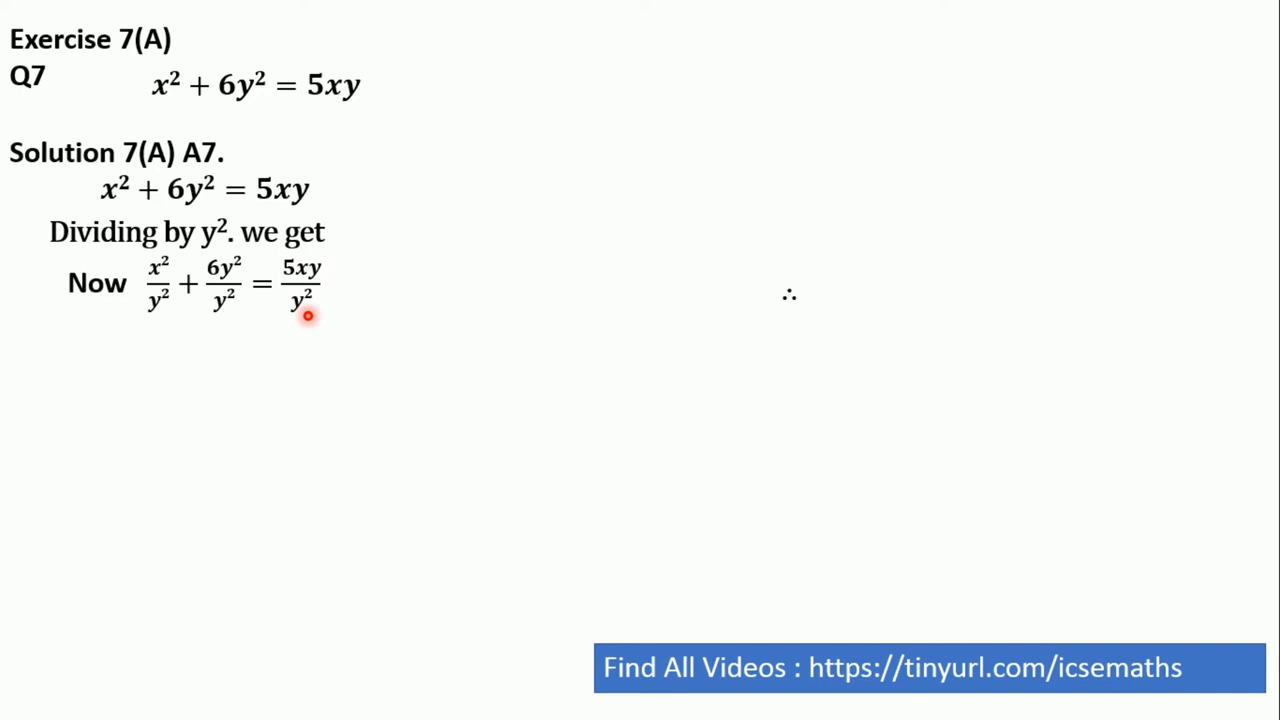 Exercise 7(A)
Q7 x² + 6y² = 5xy
Solution 7(A) A7.
x² + 6y² = 5xy
Dividing by y². we get
Now x²/y² + 6y²/y² = 5xy/y²
∴
Find All Videos : https://tinyurl.com/icsemaths